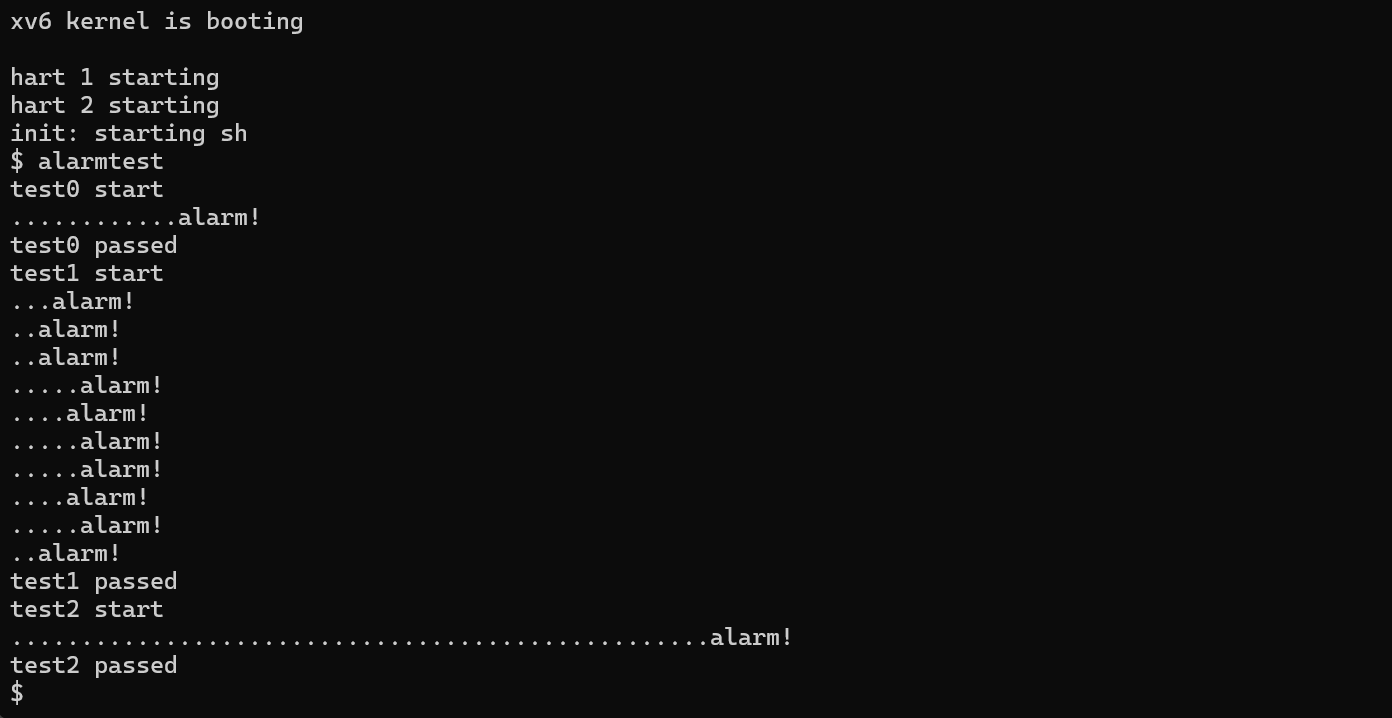 xv6 kernel is booting
hart 1 starting
hart 2 starting
init: starting sh
$ alarmtest
test0 start
............alarm!
test0 passed
test1 start
...alarm!
..alarm!
..alarm!
.....alarm!
....alarm!
.....alarm!
.....alarm!
....alarm!
.....alarm!
..alarm!
test1 passed
test2 start
..................................................alarm!
test2 passed
$